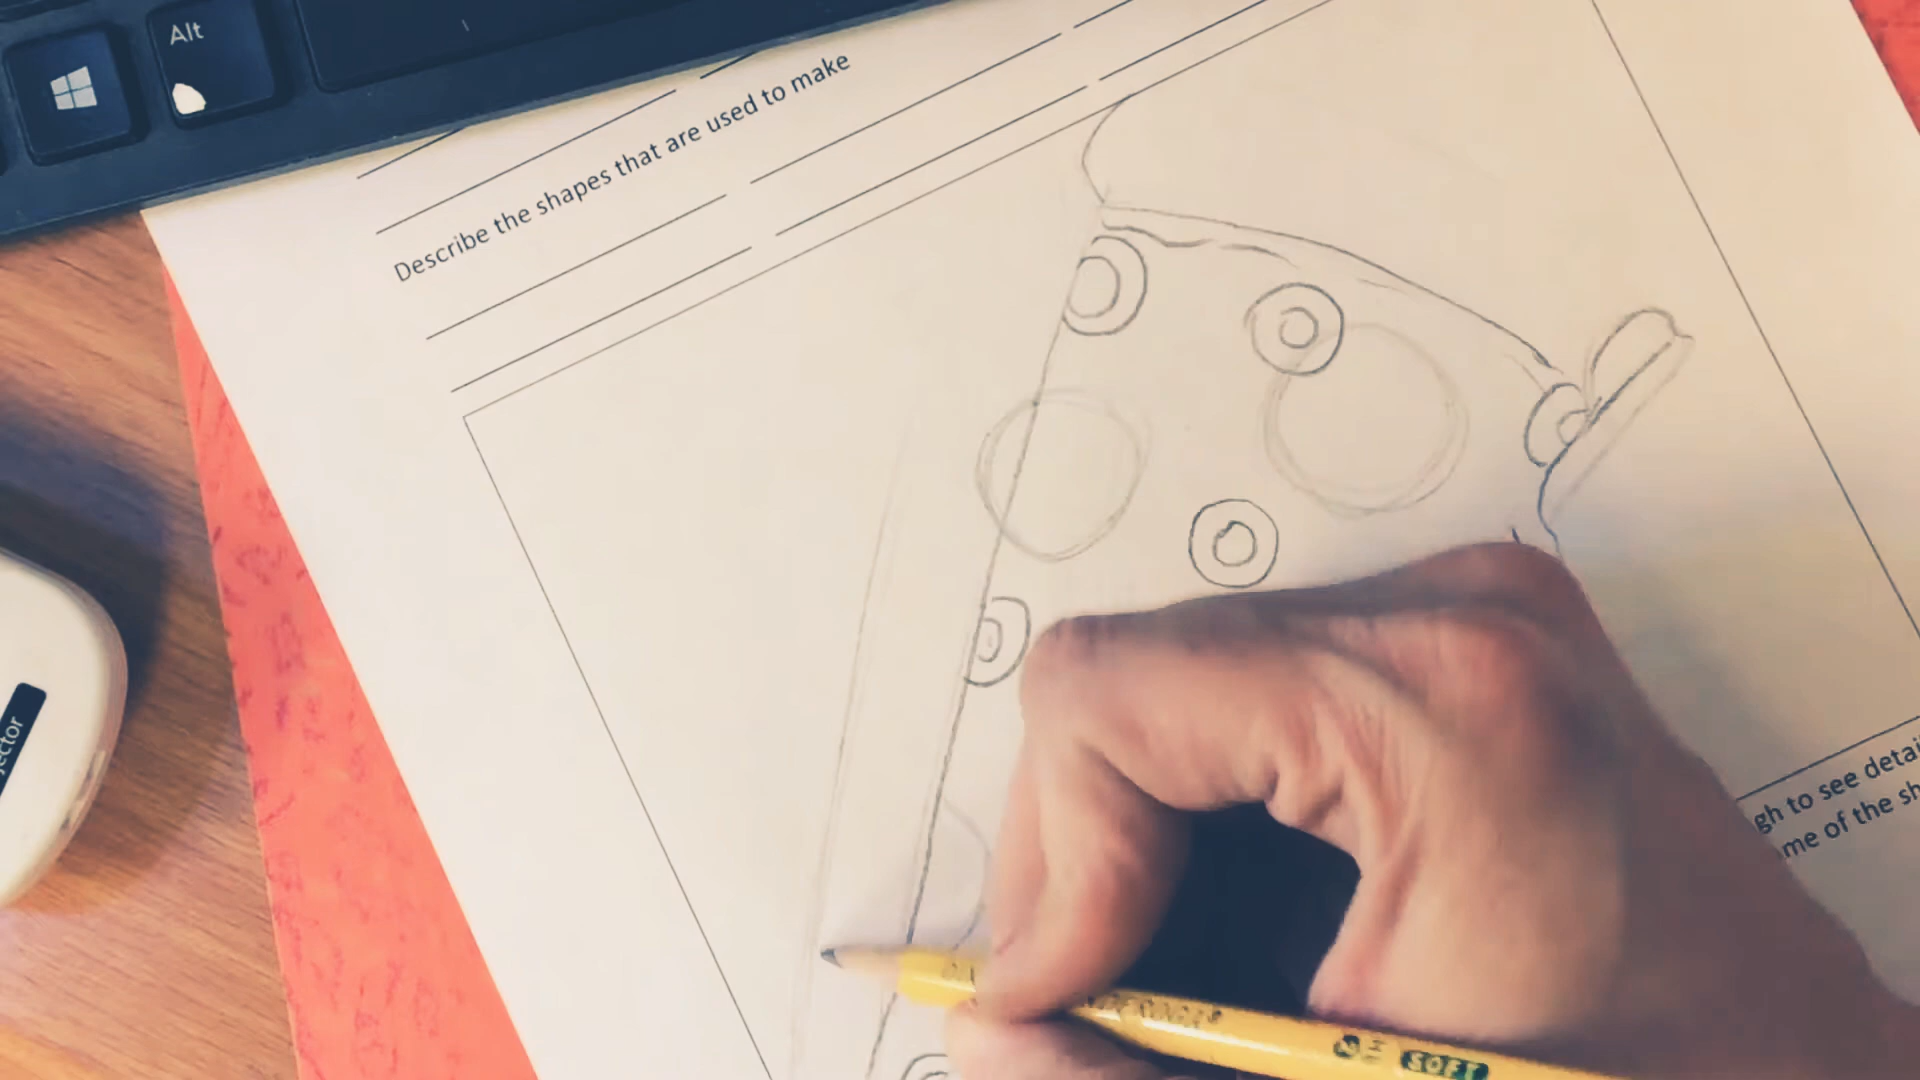 Alt
Describe the shapes that are used to make
gh to see detai
me of the sh
jector
SOFT